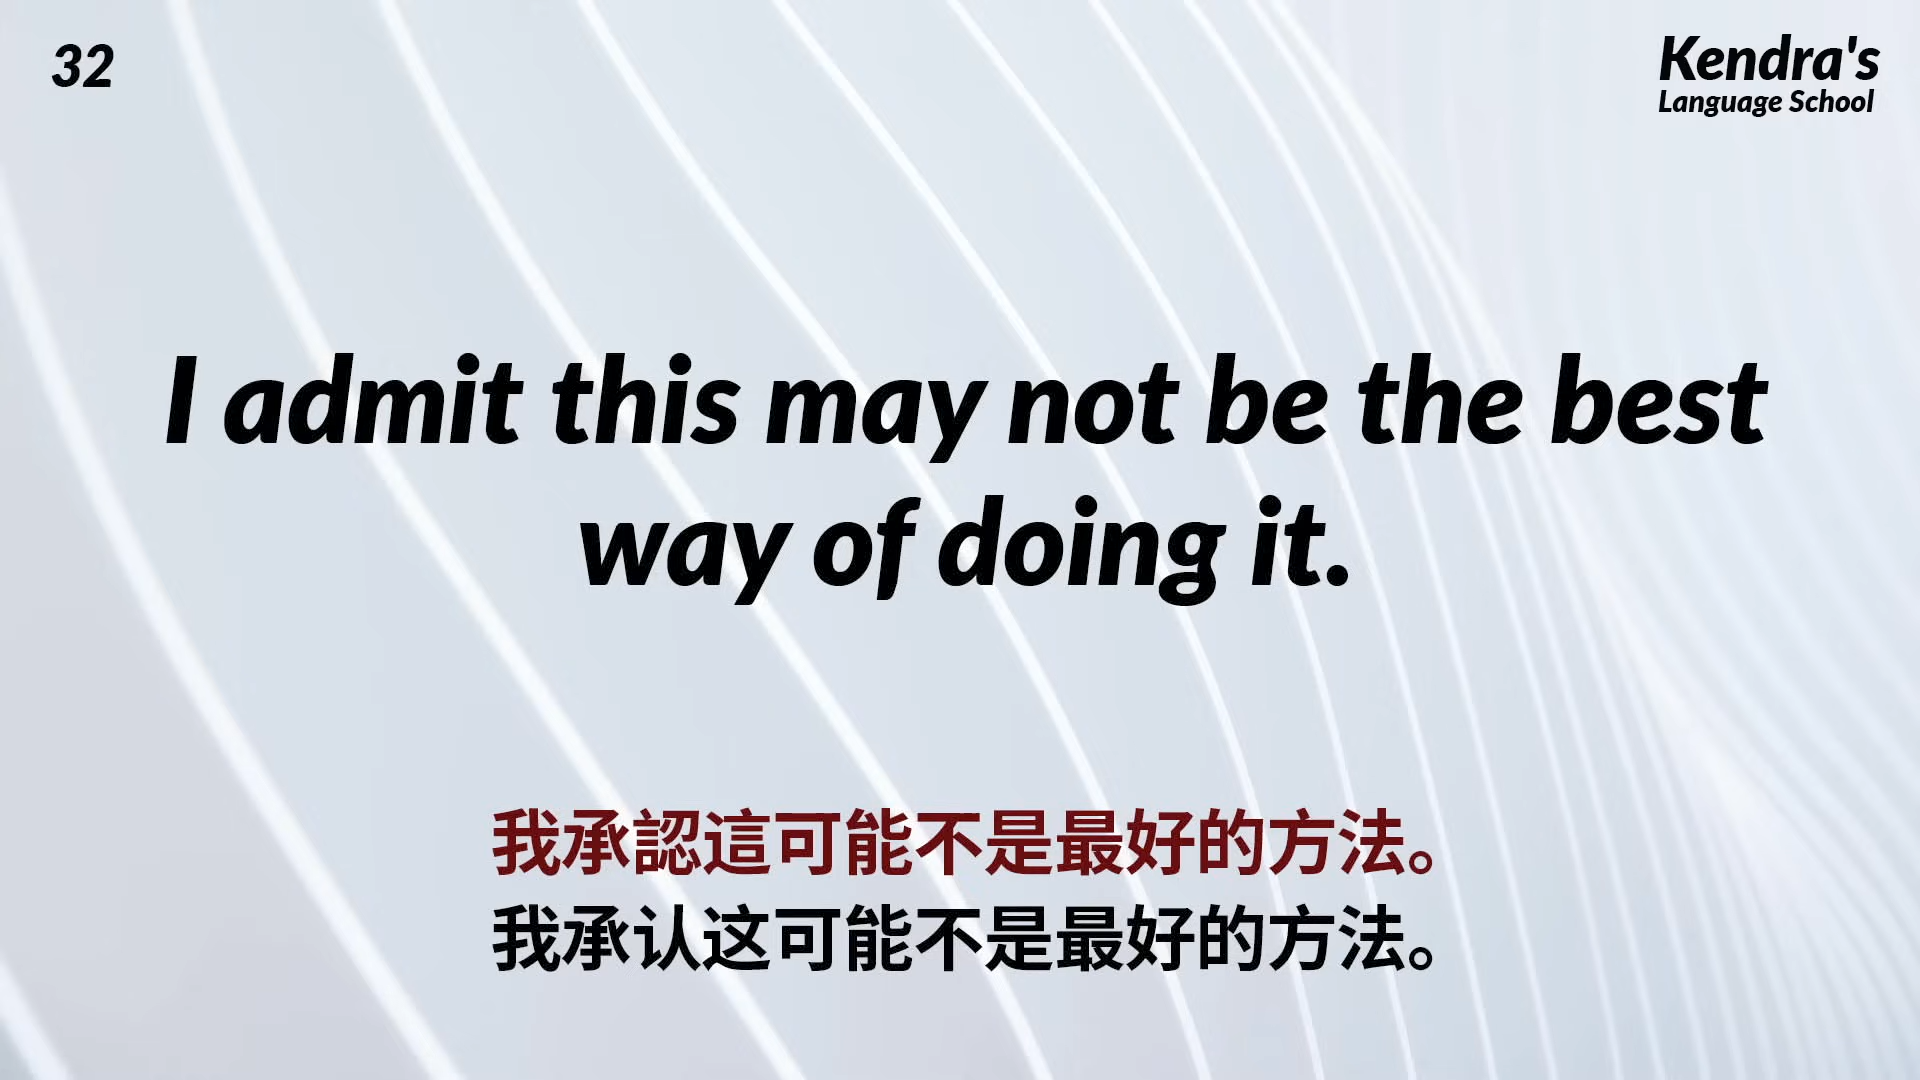 32
Kendra's
Language School
I admit this may not be the best
way of doing it.
我承認這可能不是最好的方法。
我承认这可能不是最好的方法。